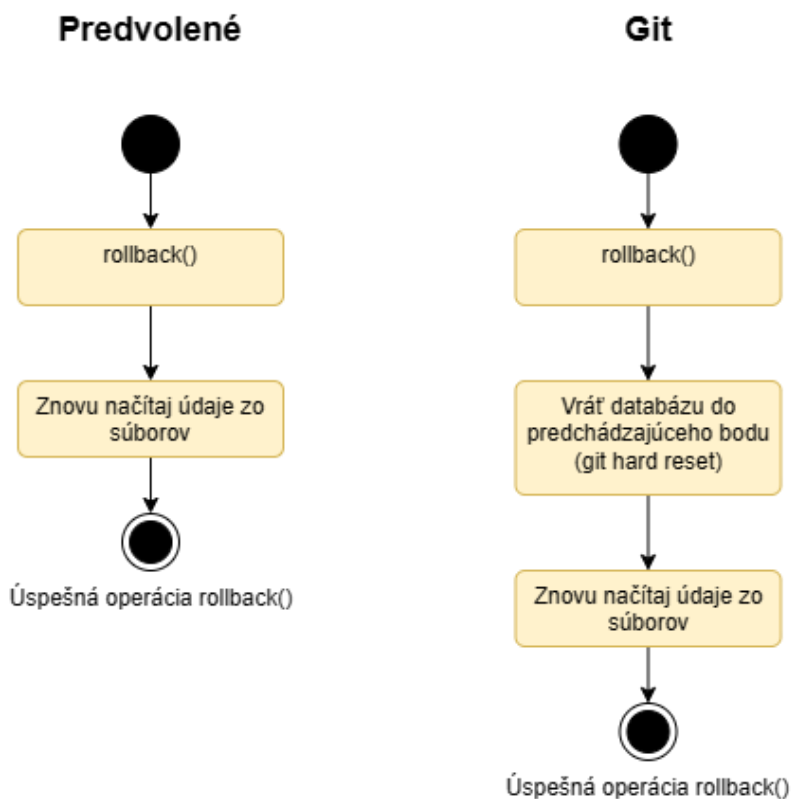 Predvolené
rollback()
Znovu načítaj údaje zo
súborov
Úspešná operácia rollback()
Git
rollback()
Vráť databázu do
predchádzajúceho bodu
(git hard reset)
Znovu načítaj údaje zo
súborov
Úspešná operácia rollback()